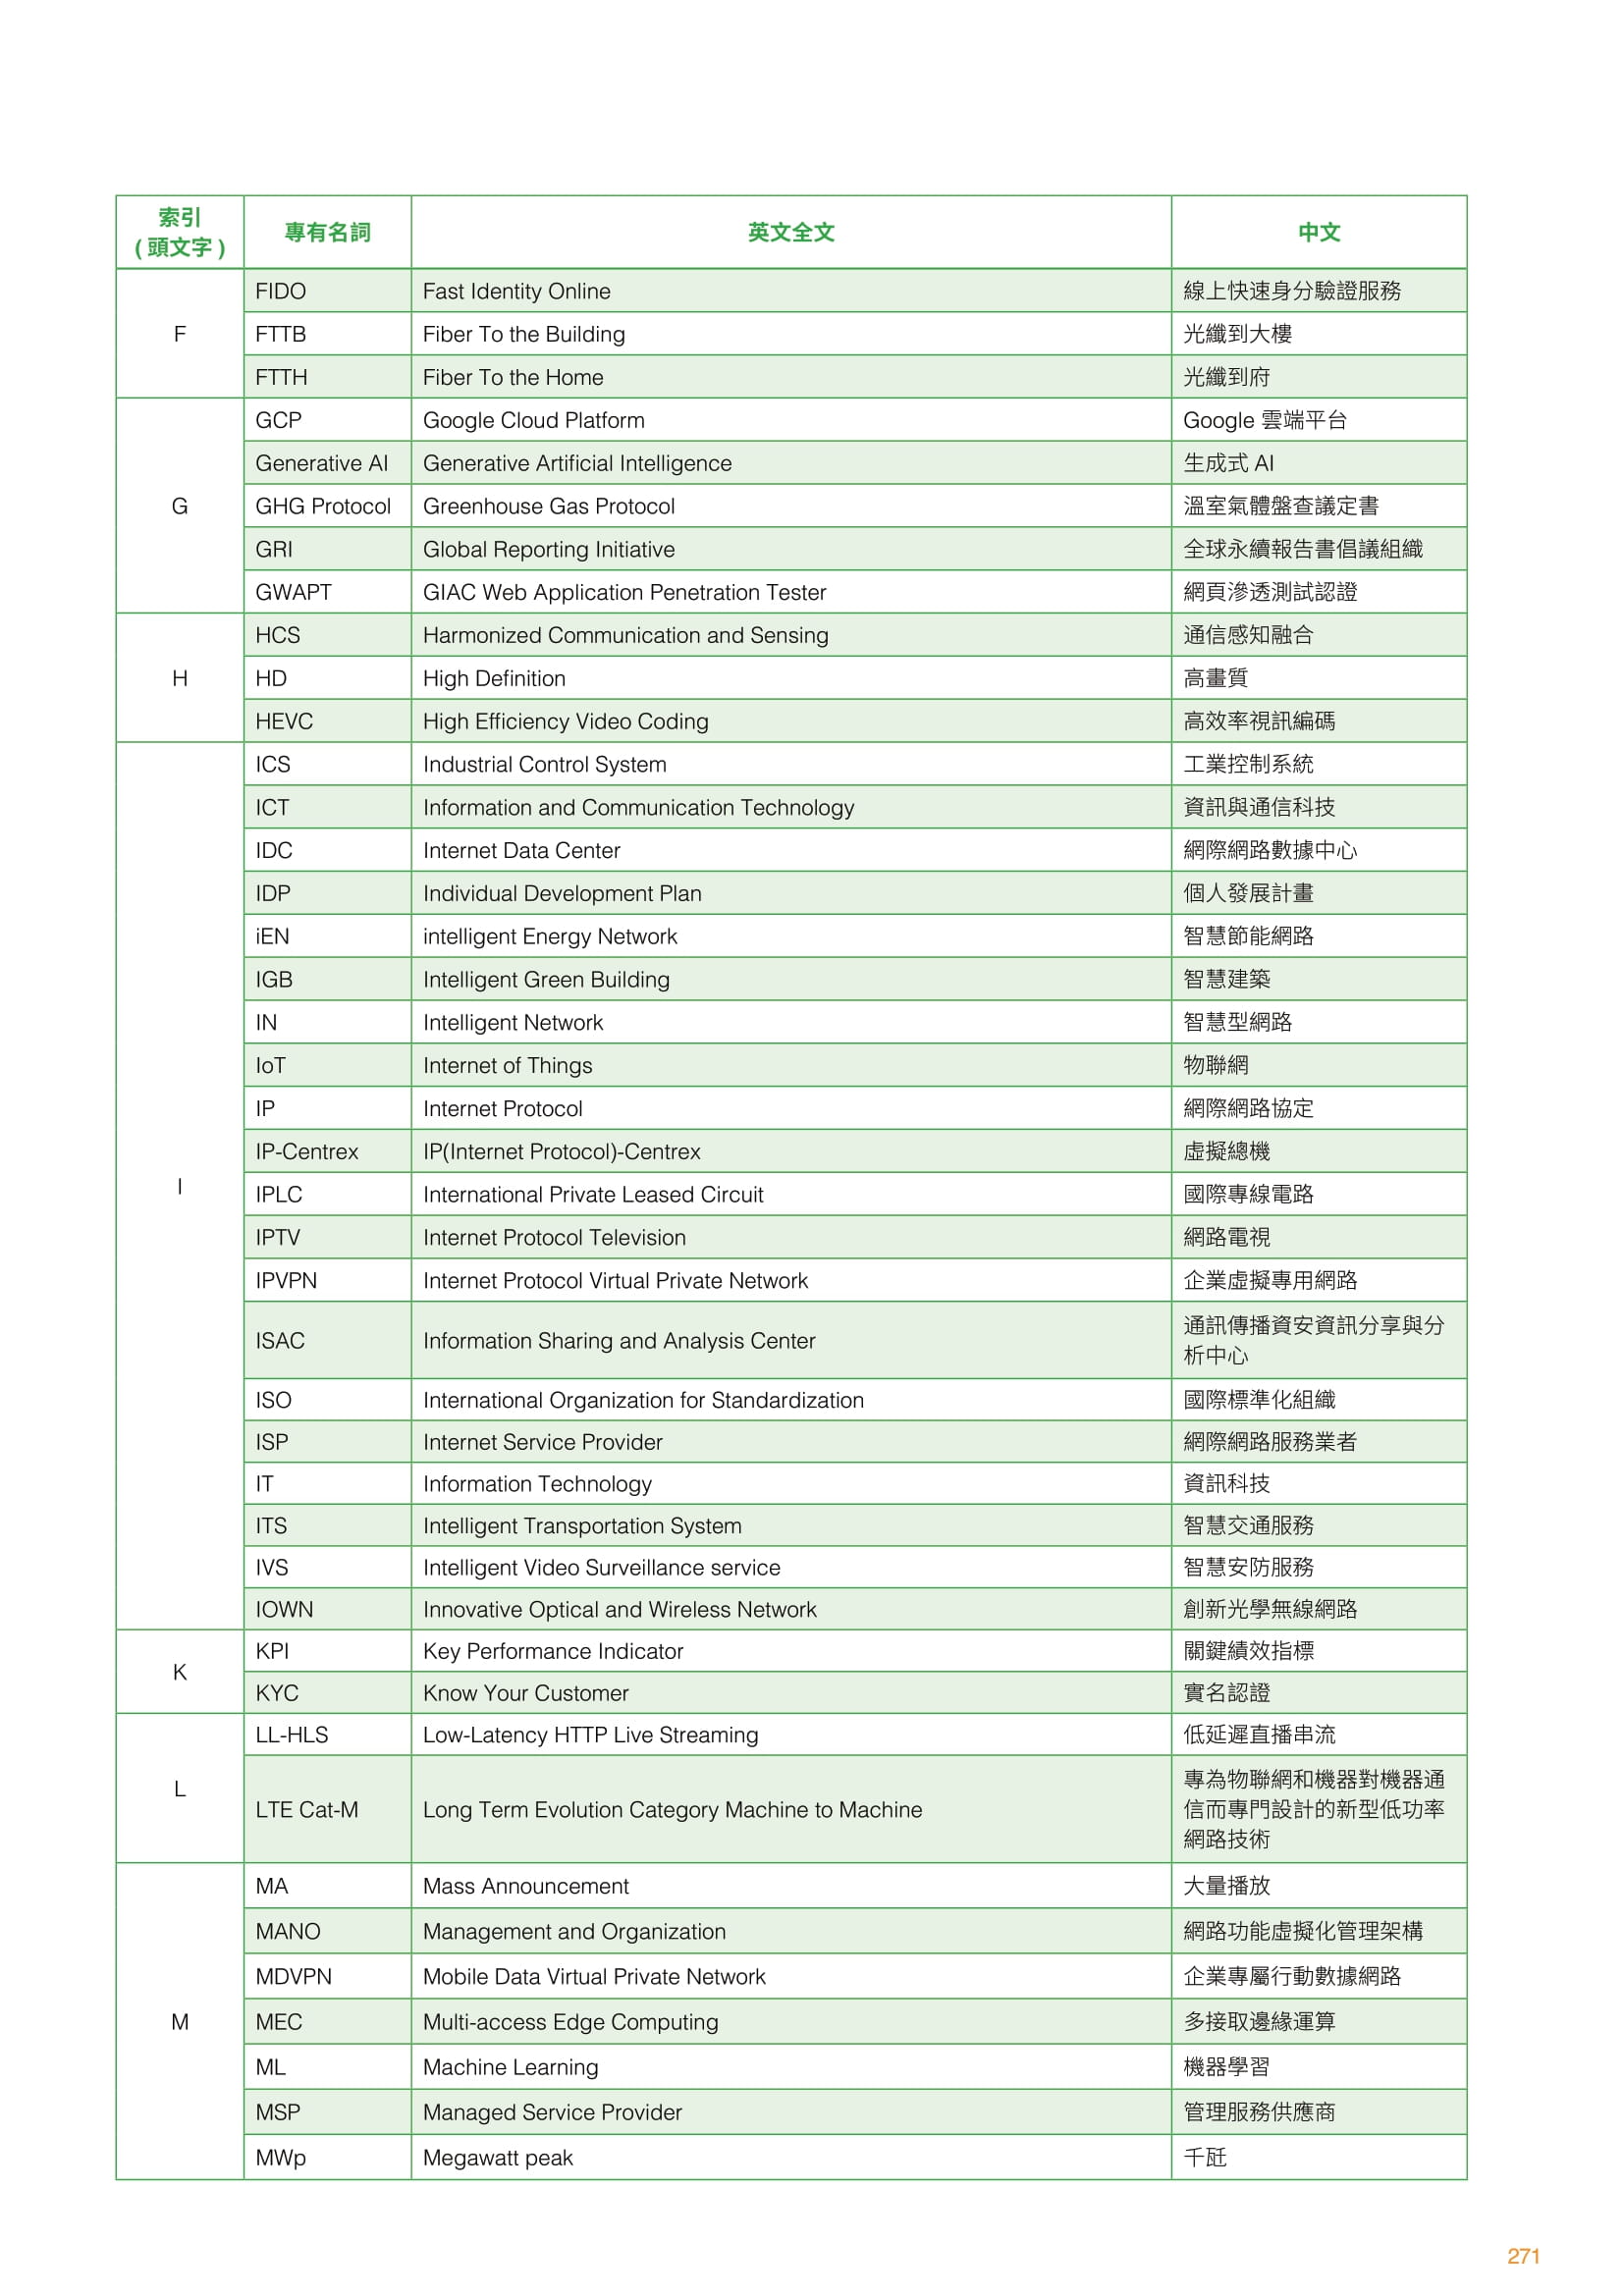 索引
( 頭文字 )
專有名詞
英文全文
中文
F
FIDO
Fast Identity Online
線上快速身分驗證服務
FTTB
Fiber To the Building
光纖到大樓
FTTH
Fiber To the Home
光纖到府
G
GCP
Google Cloud Platform
Google 雲端平台
Generative AI
Generative Artificial Intelligence
生成式 AI
GHG Protocol
Greenhouse Gas Protocol
溫室氣體盤查議定書
GRI
Global Reporting Initiative
全球永續報告書倡議組織
GWAPT
GIAC Web Application Penetration Tester
網頁滲透測試認證
H
HCS
Harmonized Communication and Sensing
通信感知融合
HD
High Definition
高畫質
HEVC
High Efficiency Video Coding
高效率視訊編碼
I
ICS
Industrial Control System
工業控制系統
ICT
Information and Communication Technology
資訊與通信科技
IDC
Internet Data Center
網際網路數據中心
IDP
Individual Development Plan
個人發展計畫
iEN
intelligent Energy Network
智慧節能網路
IGB
Intelligent Green Building
智慧建築
IN
Intelligent Network
智慧型網路
IoT
Internet of Things
物聯網
IP
Internet Protocol
網際網路協定
IP-Centrex
IP(Internet Protocol)-Centrex
虛擬總機
IPLC
International Private Leased Circuit
國際專線電路
IPTV
Internet Protocol Television
網路電視
IPVPN
Internet Protocol Virtual Private Network
企業虛擬專用網路
ISAC
Information Sharing and Analysis Center
通訊傳播資安資訊分享與分
析中心
ISO
International Organization for Standardization
國際標準化組織
ISP
Internet Service Provider
網際網路服務業者
IT
Information Technology
資訊科技
ITS
Intelligent Transportation System
智慧交通服務
IVS
Intelligent Video Surveillance service
智慧安防服務
IOWN
Innovative Optical and Wireless Network
創新光學無線網路
K
KPI
Key Performance Indicator
關鍵績效指標
KYC
Know Your Customer
實名認證
L
LL-HLS
Low-Latency HTTP Live Streaming
低延遲直播串流
LTE Cat-M
Long Term Evolution Category Machine to Machine
專為物聯網和機器對機器通
信而專門設計的新型低功率
網路技術
M
MA
Mass Announcement
大量播放
MANO
Management and Organization
網路功能虛擬化管理架構
MDVPN
Mobile Data Virtual Private Network
企業專屬行動數據網路
MEC
Multi-access Edge Computing
多接取邊緣運算
ML
Machine Learning
機器學習
MSP
Managed Service Provider
管理服務供應商
MWp
Megawatt peak
千瓩
271